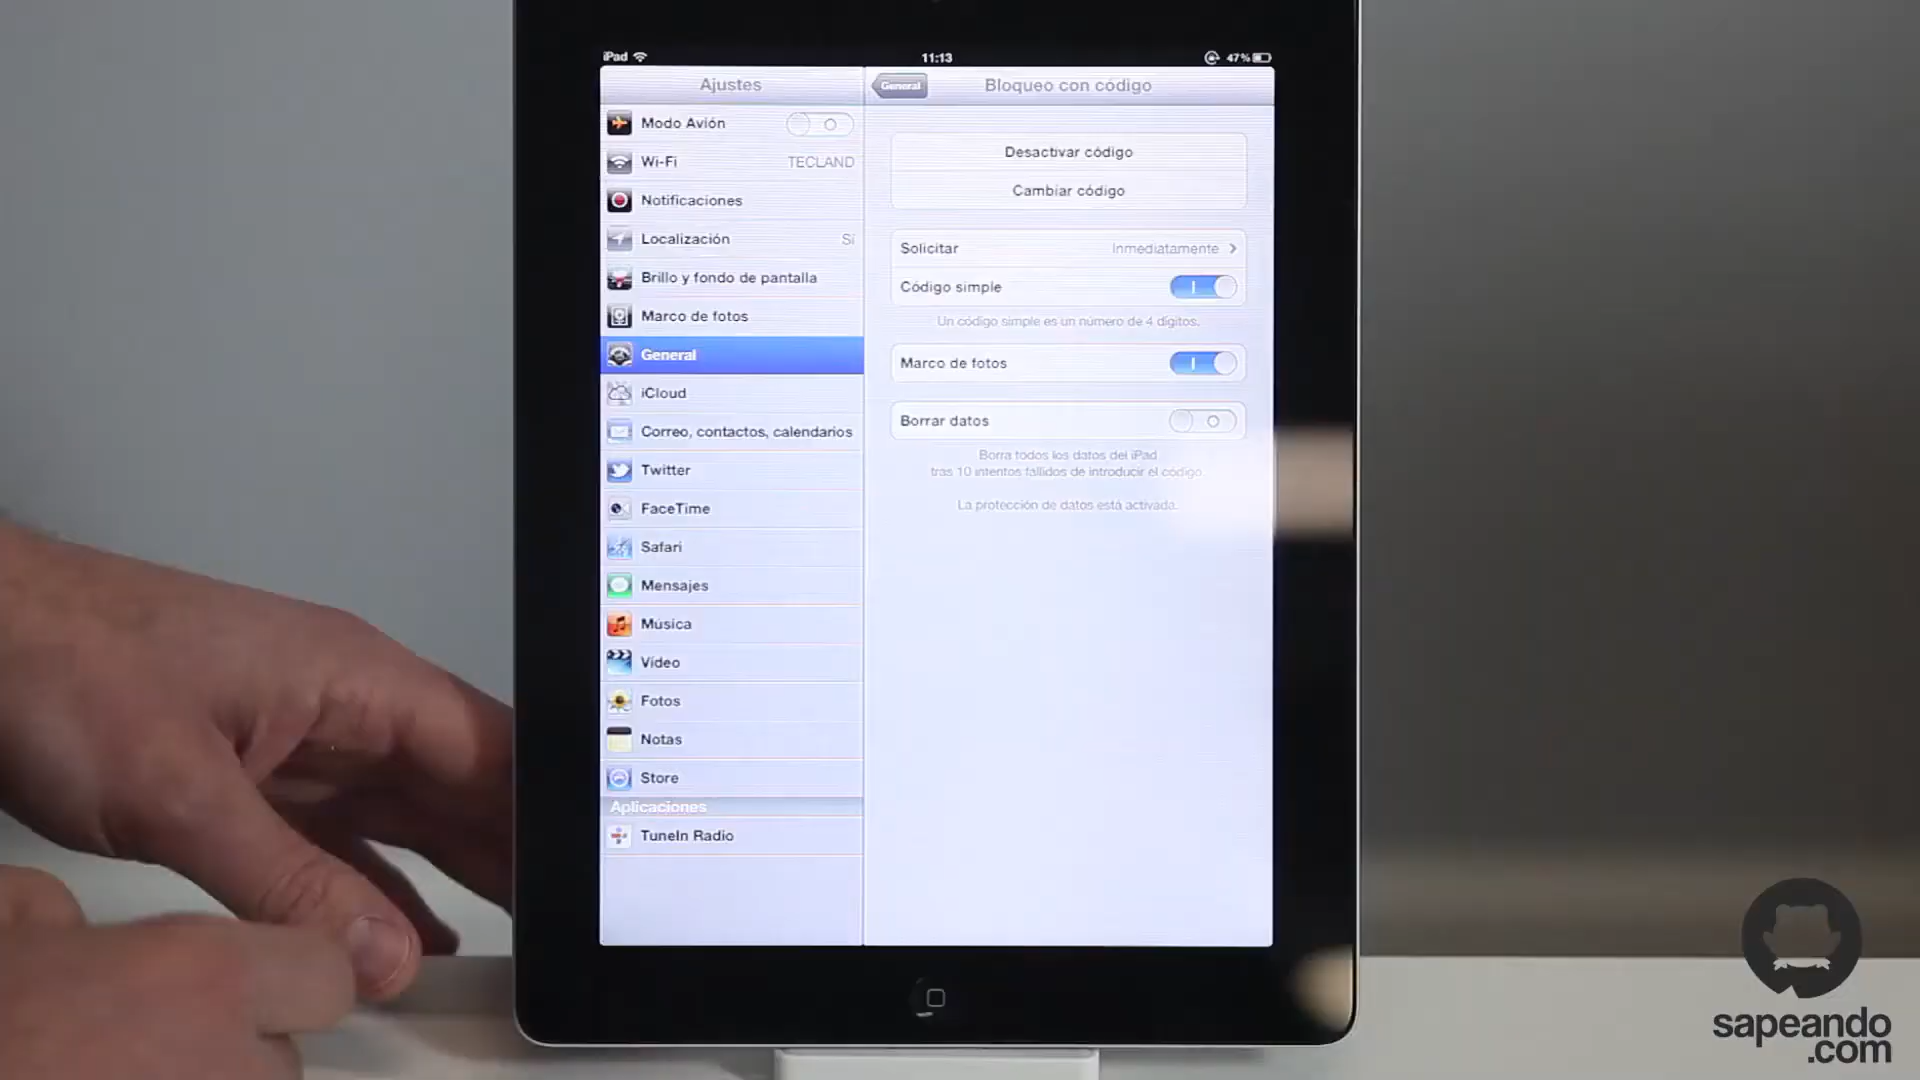 iPad
11:13
47%
Ajustes
Modo Avión
Wi-Fi TECLAND
Notificaciones
Localización Sí
Brillo y fondo de pantalla
Marco de fotos
General
iCloud
Correo, contactos, calendarios
Twitter
FaceTime
Safari
Mensajes
Música
Vídeo
Fotos
Notas
Store
Aplicaciones
TuneIn Radio
General
Bloqueo con código
Desactivar código
Cambiar código
Solicitar Inmediatamente
Código simple
Un código simple es un número de 4 dígitos.
Marco de fotos
Borrar datos
Borra todos los datos del iPad
tras 10 intentos fallidos de introducir el código.
La protección de datos está activada.
sapeando
.com